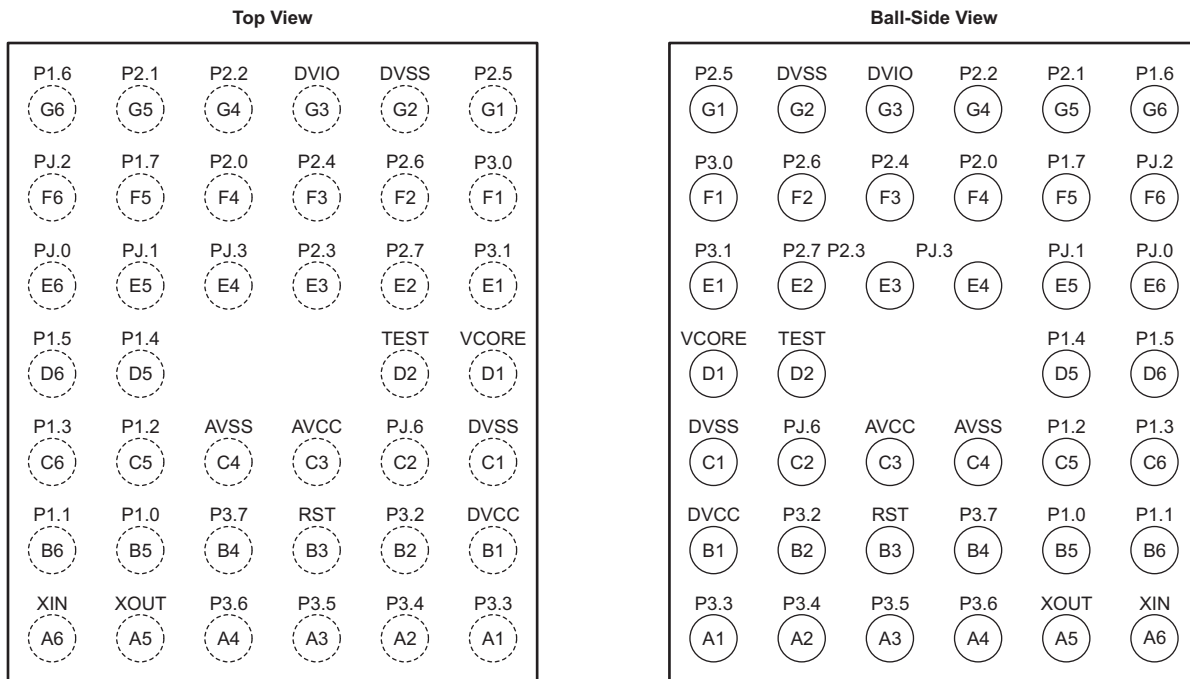 Top View
P1.6 P2.1 P2.2 DVIO DVSS P2.5
G6 G5 G4 G3 G2 G1
PJ.2 P1.7 P2.0 P2.4 P2.6 P3.0
F6 F5 F4 F3 F2 F1
PJ.0 PJ.1 PJ.3 P2.3 P2.7 P3.1
E6 E5 E4 E3 E2 E1
P1.5 P1.4 TEST VCORE
D6 D5 D2 D1
P1.3 P1.2 AVSS AVCC PJ.6 DVSS
C6 C5 C4 C3 C2 C1
P1.1 P1.0 P3.7 RST P3.2 DVCC
B6 B5 B4 B3 B2 B1
XIN XOUT P3.6 P3.5 P3.4 P3.3
A6 A5 A4 A3 A2 A1
Ball-Side View
P2.5 DVSS DVIO P2.2 P2.1 P1.6
G1 G2 G3 G4 G5 G6
P3.0 P2.6 P2.4 P2.0 P1.7 PJ.2
F1 F2 F3 F4 F5 F6
P3.1 P2.7 P2.3 PJ.3 PJ.1 PJ.0
E1 E2 E3 E4 E5 E6
VCORE TEST P1.4 P1.5
D1 D2 D5 D6
DVSS PJ.6 AVCC AVSS P1.2 P1.3
C1 C2 C3 C4 C5 C6
DVCC P3.2 RST P3.7 P1.0 P1.1
B1 B2 B3 B4 B5 B6
P3.3 P3.4 P3.5 P3.6 XOUT XIN
A1 A2 A3 A4 A5 A6